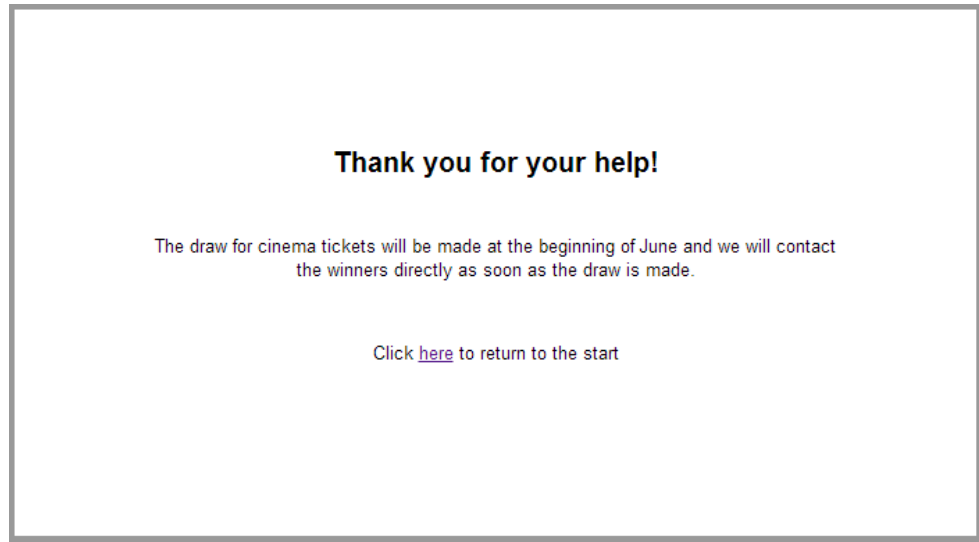 Thank you for your help!
The draw for cinema tickets will be made at the beginning of June and we will contact
the winners directly as soon as the draw is made.
Click here to return to the start